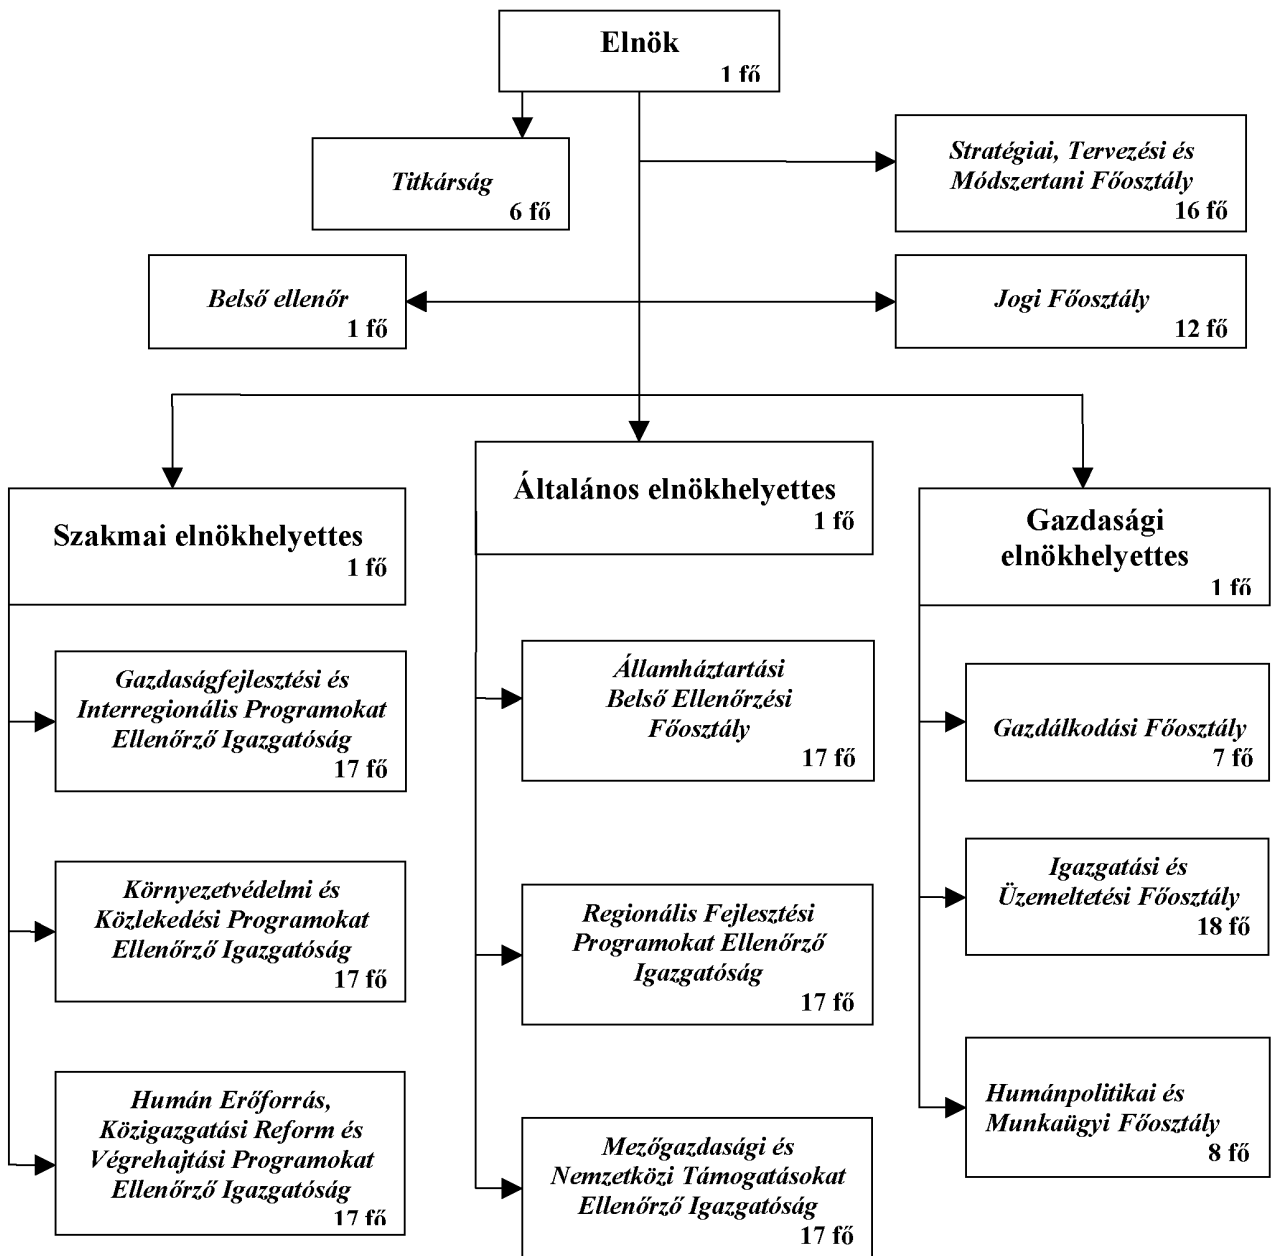 Elnök
1 fő
Titkárság
6 fő
Stratégiai, Tervezési és
Módszertani Főosztály
16 fő
Belső ellenőr
1 fő
Jogi Főosztály
12 fő
Szakmai elnökhelyettes
1 fő
Általános elnökhelyettes
1 fő
Gazdasági
elnökhelyettes
1 fő
Gazdaságfejlesztési és
Interregionális Programokat
Ellenőrző Igazgatóság
17 fő
Környezetvédelmi és
Közlekedési Programokat
Ellenőrző Igazgatóság
17 fő
Humán Erőforrás,
Közigazgatási Reform és
Végrehajtási Programokat
Ellenőrző Igazgatóság
17 fő
Államháztartási
Belső Ellenőrzési
Főosztály
17 fő
Regionális Fejlesztési
Programokat Ellenőrző
Igazgatóság
17 fő
Mezőgazdasági és
Nemzetközi Támogatásokat
Ellenőrző Igazgatóság
17 fő
Gazdálkodási Főosztály
7 fő
Igazgatási és
Üzemeltetési Főosztály
18 fő
Humánpolitikai és
Munkaügyi Főosztály
8 fő